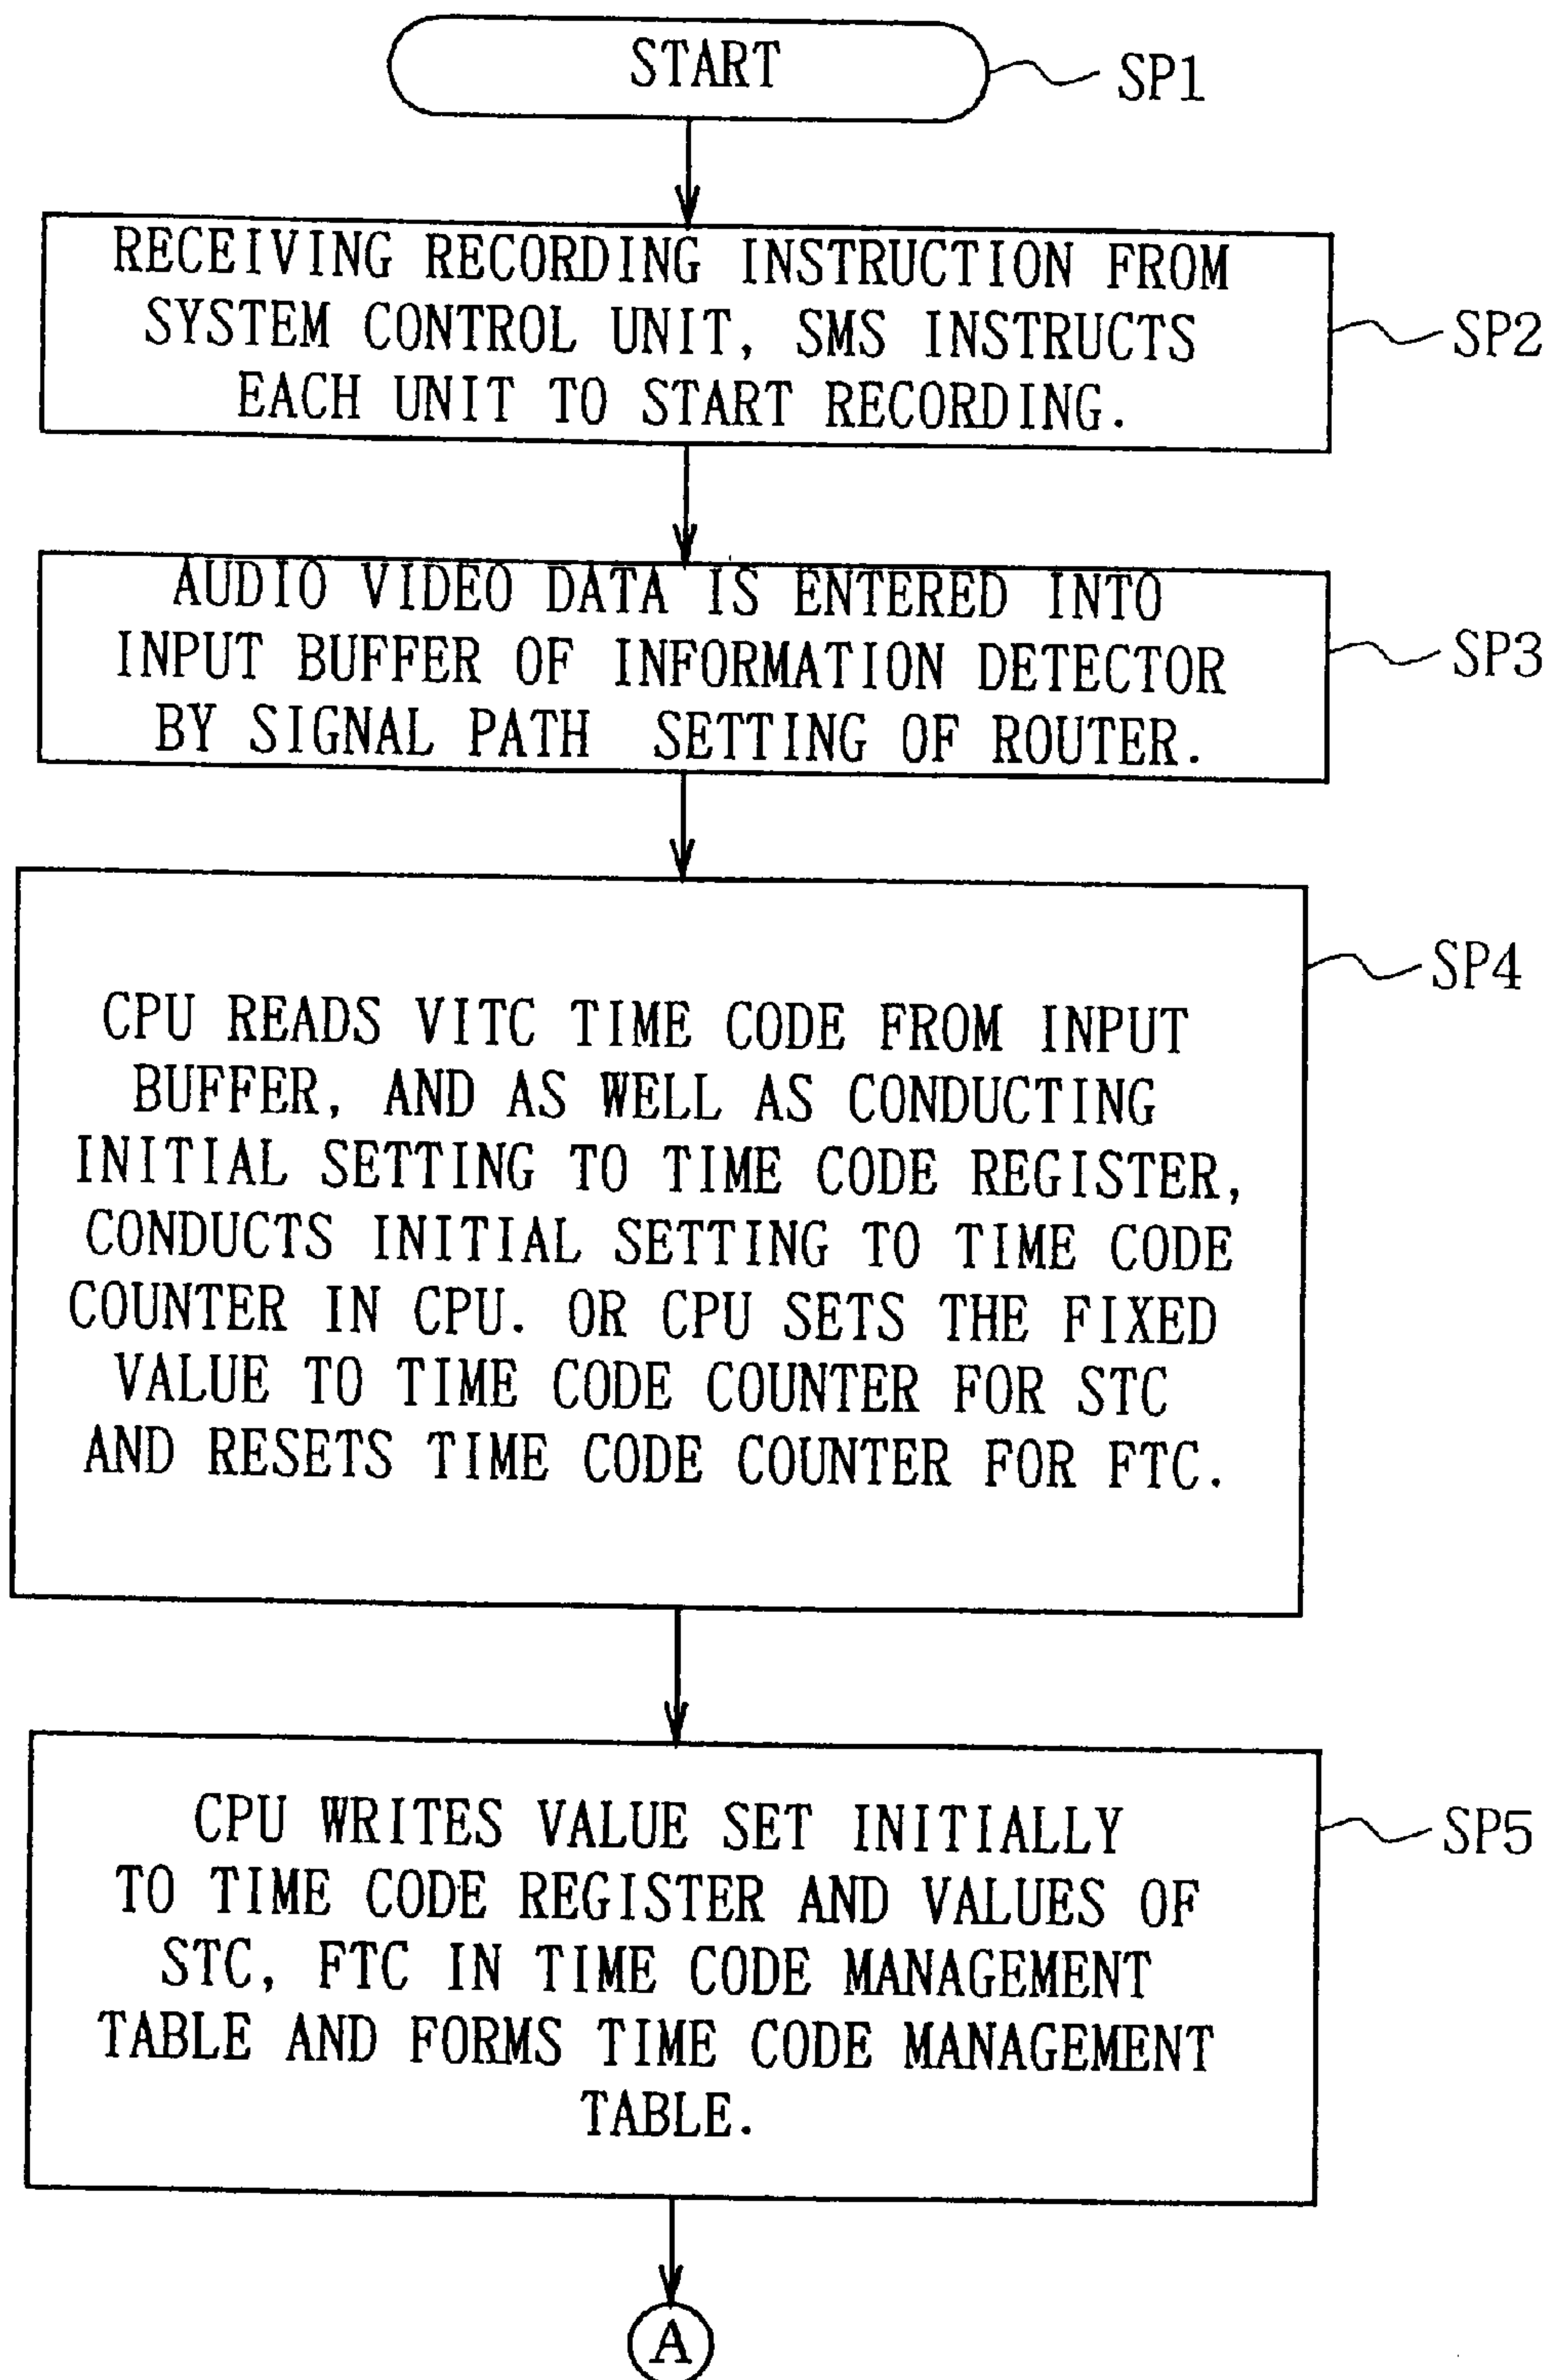 START
SP1
RECEIVING RECORDING INSTRUCTION FROM
SYSTEM CONTROL UNIT, SMS INSTRUCTS
EACH UNIT TO START RECORDING.
SP2
AUDIO VIDEO DATA IS ENTERED INTO
INPUT BUFFER OF INFORMATION DETECTOR
BY SIGNAL PATH SETTING OF ROUTER.
SP3
CPU READS VITC TIME CODE FROM INPUT
BUFFER, AND AS WELL AS CONDUCTING
INITIAL SETTING TO TIME CODE REGISTER,
CONDUCTS INITIAL SETTING TO TIME CODE
COUNTER IN CPU. OR CPU SETS THE FIXED
VALUE TO TIME CODE COUNTER FOR STC
AND RESETS TIME CODE COUNTER FOR FTC.
SP4
CPU WRITES VALUE SET INITIALLY
TO TIME CODE REGISTER AND VALUES OF
STC, FTC IN TIME CODE MANAGEMENT
TABLE AND FORMS TIME CODE MANAGEMENT
TABLE.
SP5
A